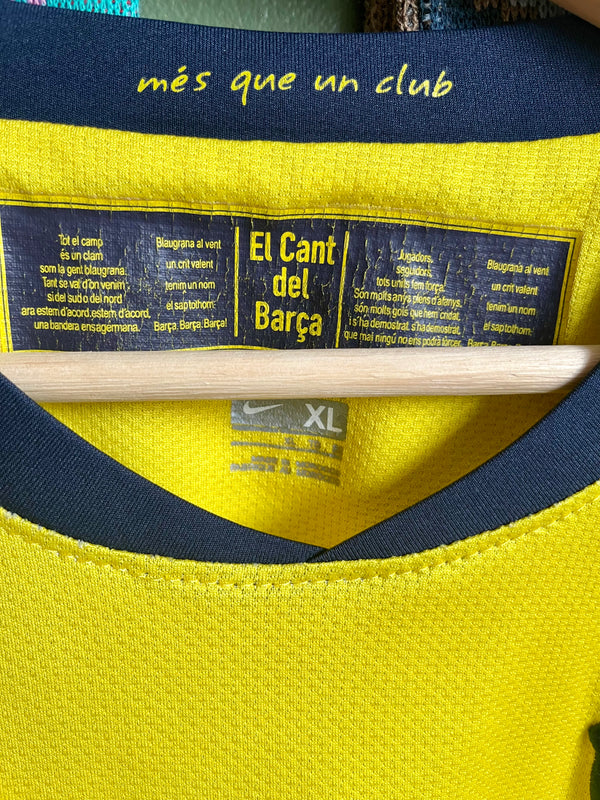 més que un club
Tot el camp
és un clam
som la gent blaugrana.
Tant se val d'on venim
si del sud o del nord
ara estem d'acord, estem d'acord,
una bandera ens agermana.
Blaugrana al vent
un crit valent
tenim un nom
el sap tothom:
Barça, Barça, Barça!
El Cant
del
Barça
Jugadors,
seguidors,
tots units fem força.
Son molts anys plens d'afanys,
són molts gols que hem cridat.
i s'ha demostrat, s'ha demostrat,
que mai ningú no ens podrà tòrcer.
Blaugrana al vent
un crit valent
tenim un nom
el sap tothom:
Barça, Barça, Barça!
XL